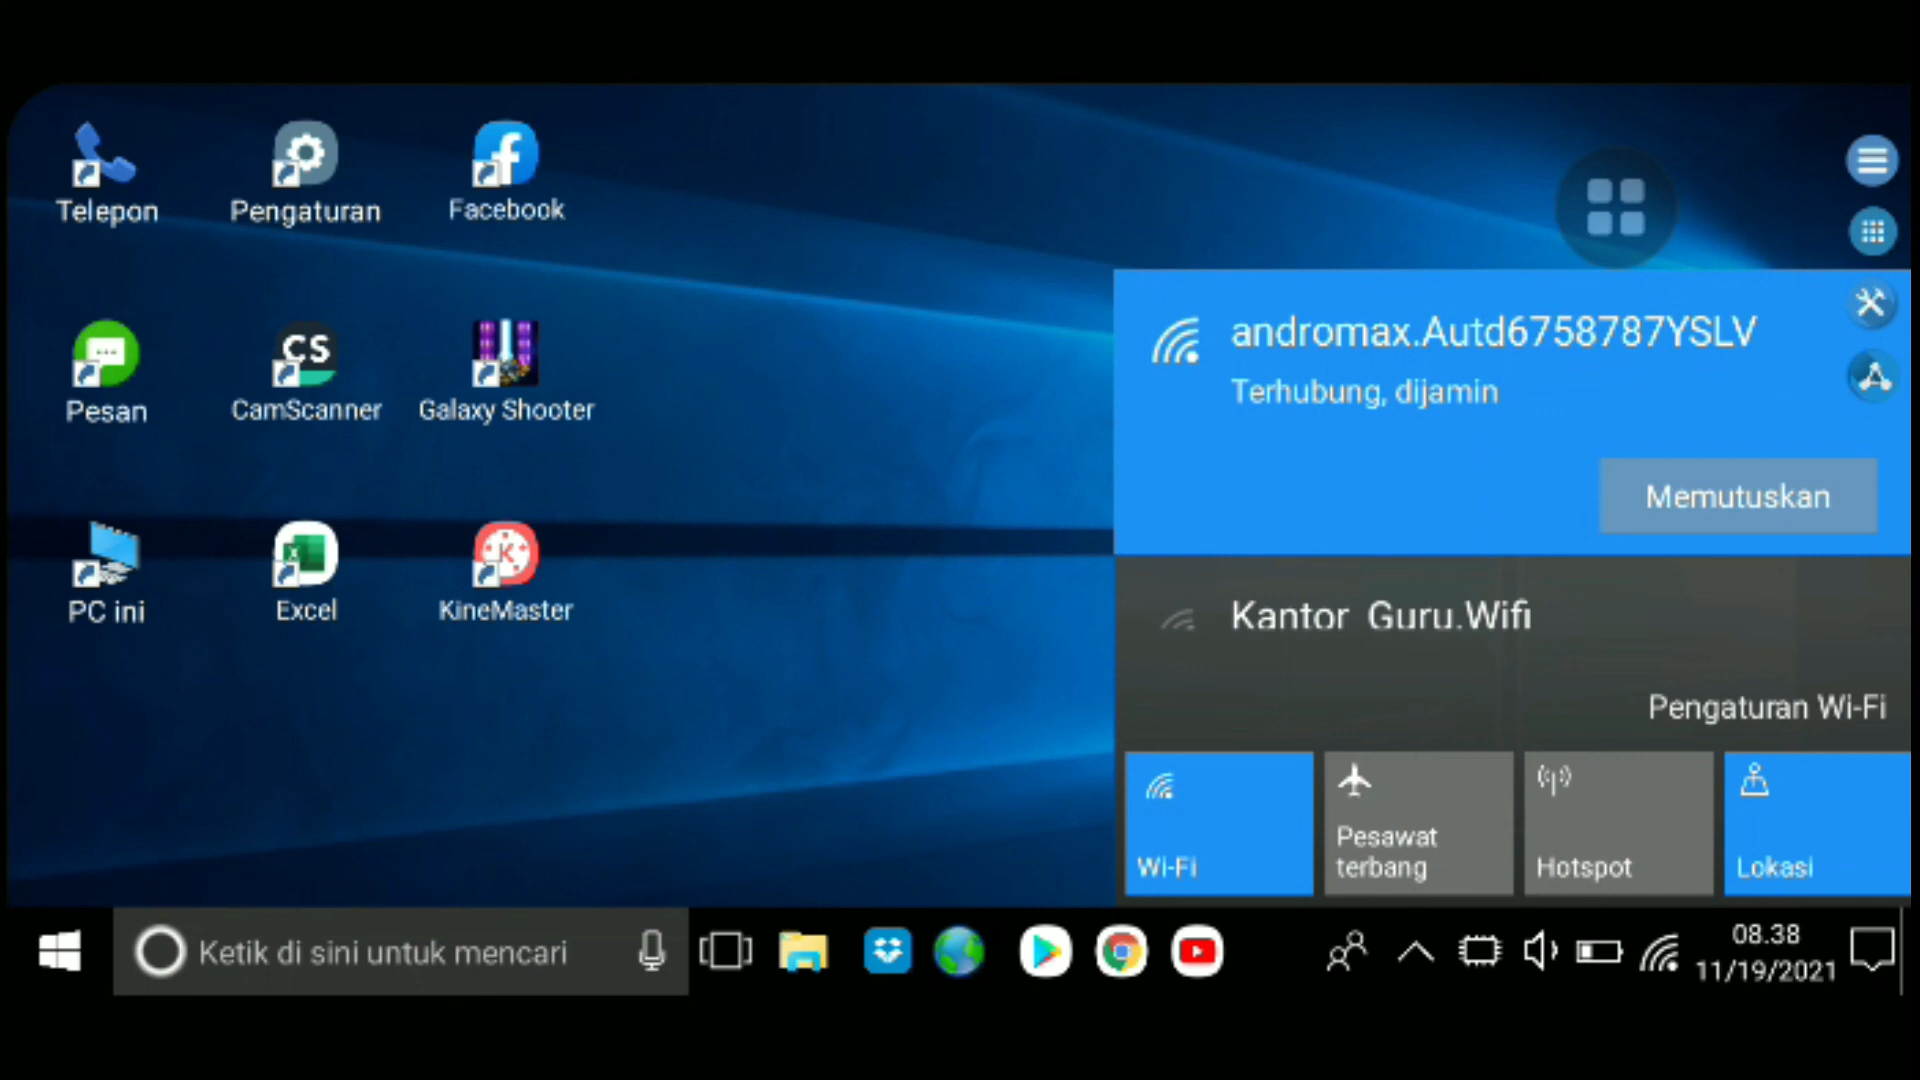 Telepon
Pengaturan
Facebook
Pesan
CS
CamScanner
Galaxy Shooter
PC ini
Excel
K
KineMaster
andromax.Autd6758787YSLV
Terhubung, dijamin
Memutuskan
Kantor Guru.Wifi
Pengaturan Wi-Fi
Wi-Fi
Pesawat
terbang
Hotspot
Lokasi
Ketik di sini untuk mencari
08.38
11/19/2021